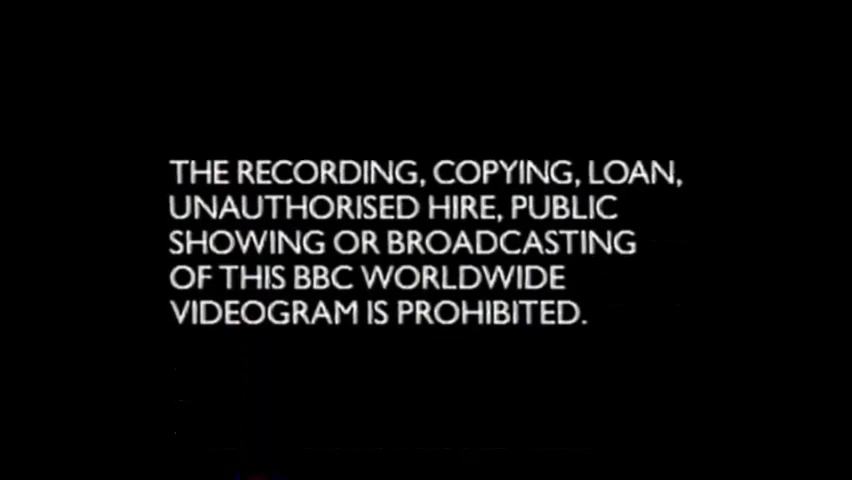 THE RECORDING, COPYING, LOAN,
UNAUTHORISED HIRE, PUBLIC
SHOWING OR BROADCASTING
OF THIS BBC WORLDWIDE
VIDEOGRAM IS PROHIBITED.